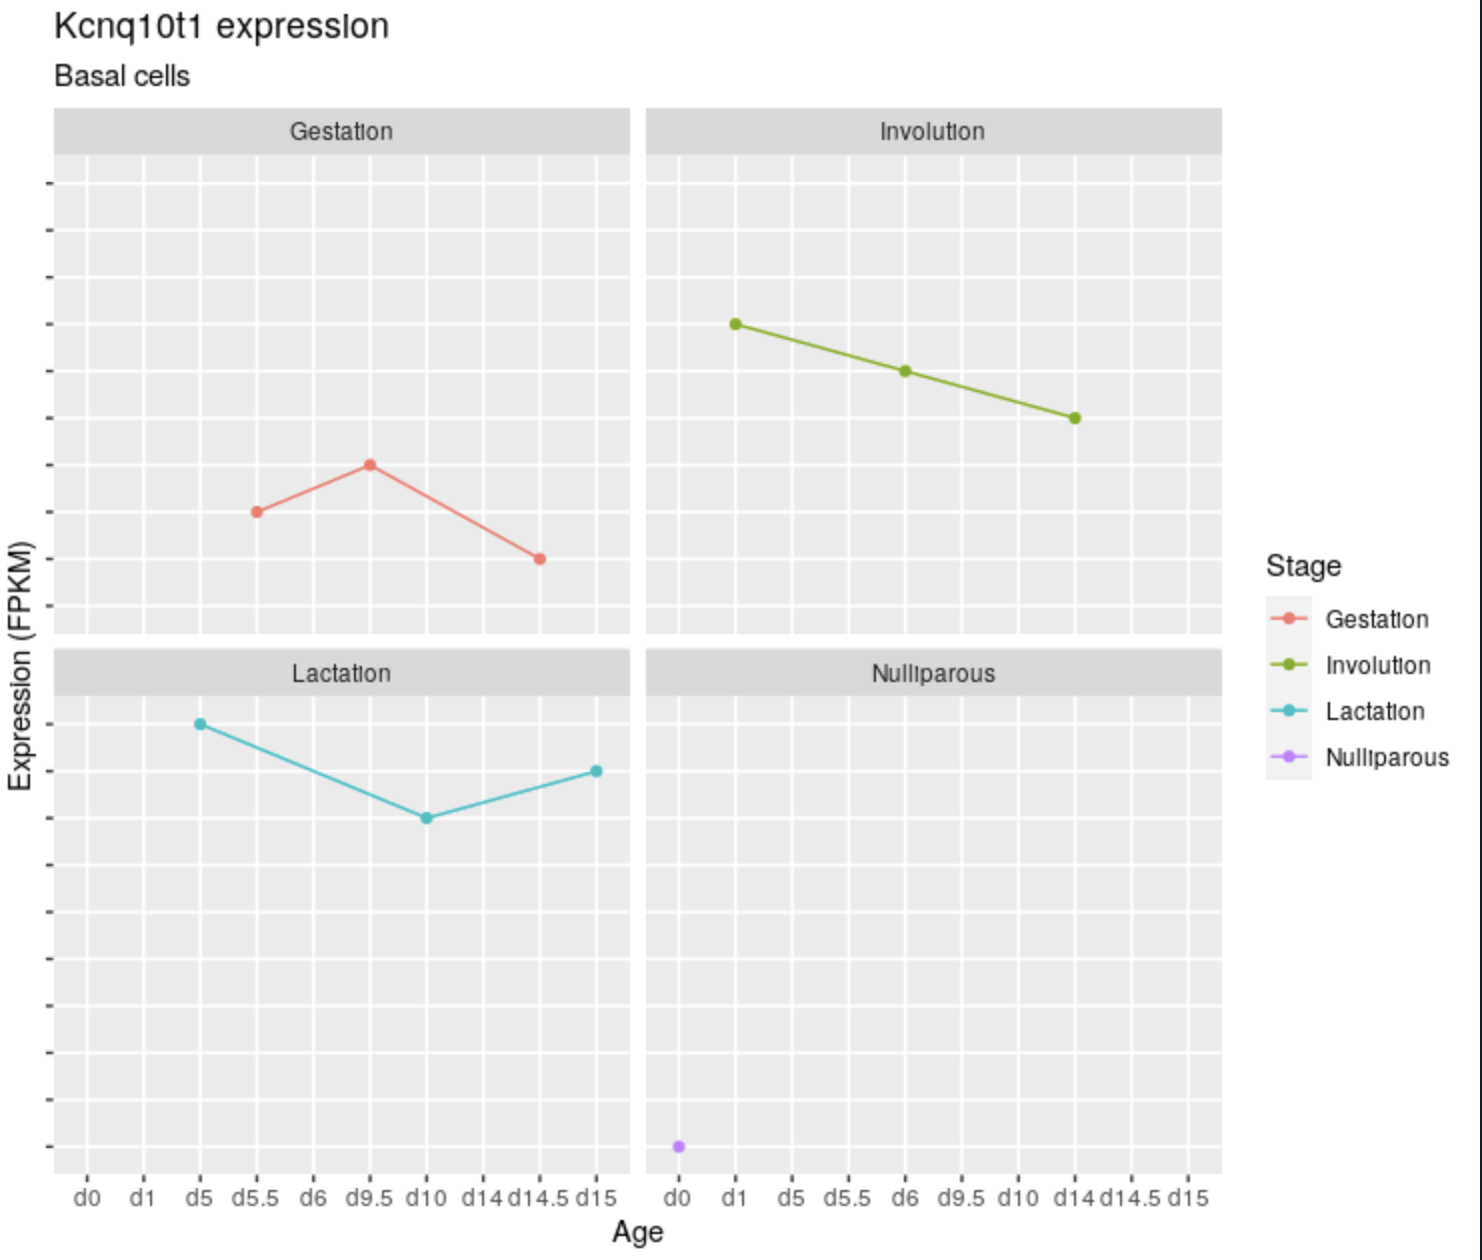 Kcnq10t1 expression
Basal cells
Gestation
Involution
Expression (FPKM)
Lactation
Nulliparous
d0 d1 d5 d5.5 d6 d9.5 d10 d14 d14.5 d15
d0 d1 d5 d5.5 d6 d9.5 d10 d14 d14.5 d15
Age
Stage
Gestation
Involution
Lactation
Nulliparous